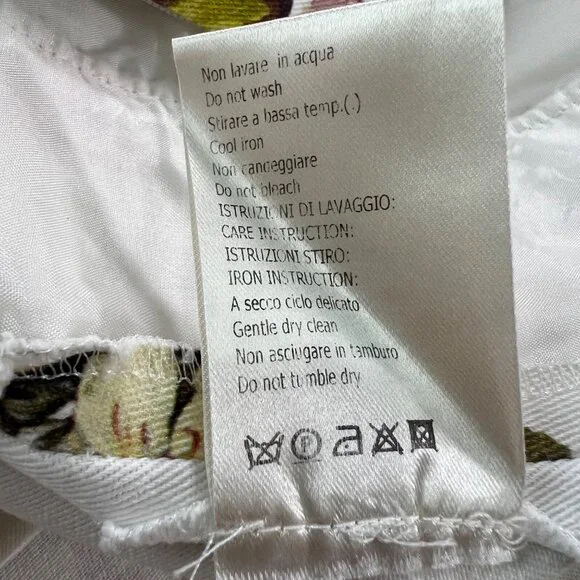 Non lavare in acqua
Do not wash
Stirare a bassa temp.(.)
Cool iron
Non candeggiare
Do not bleach
ISTRUZIONI DI LAVAGGIO:
CARE INSTRUCTION:
ISTRUZIONI STIRO:
IRON INSTRUCTION:
A secco ciclo delicato
Gentle dry clean
Non asciugare in tamburo
Do not tumble dry
P